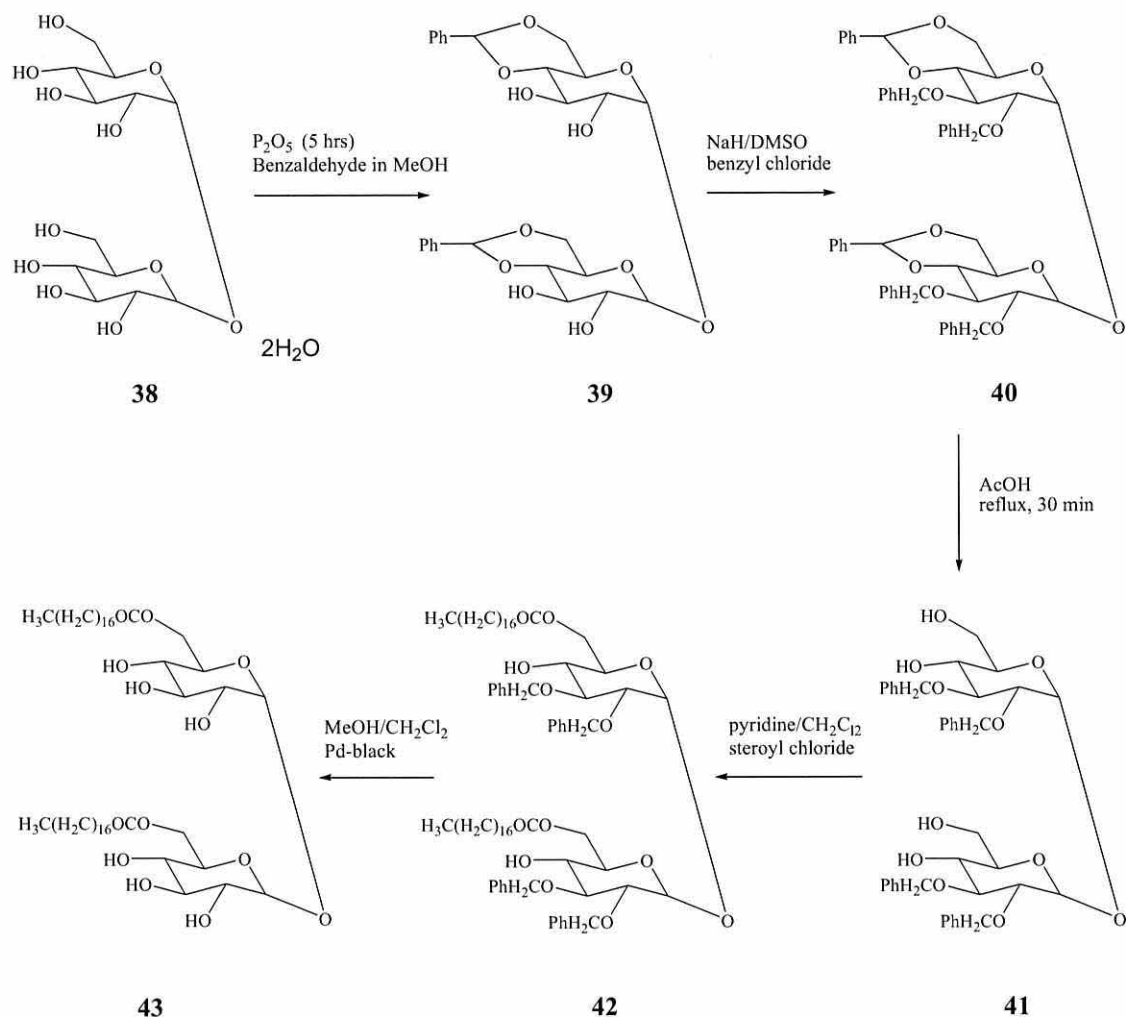 HO
HO
HO
HO
O
HO
HO
HO
HO
O
O
2H₂O
38
P₂O₅ (5 hrs)
Benzaldehyde in MeOH
Ph
O
O
O
HO
HO
Ph
O
O
O
HO
HO
O
39
NaH/DMSO
benzyl chloride
Ph
O
O
O
PhH₂CO
PhH₂CO
Ph
O
O
O
PhH₂CO
PhH₂CO
O
40
AcOH
reflux, 30 min
HO
HO
O
PhH₂CO
PhH₂CO
HO
HO
O
PhH₂CO
PhH₂CO
O
41
pyridine/CH₂C₁₂
steroyl chloride
H₃C(H₂C)₁₆OCO
HO
O
PhH₂CO
PhH₂CO
H₃C(H₂C)₁₆OCO
HO
O
PhH₂CO
PhH₂CO
O
42
MeOH/CH₂Cl₂
Pd-black
H₃C(H₂C)₁₆OCO
HO
O
HO
HO
H₃C(H₂C)₁₆OCO
HO
O
HO
HO
O
43